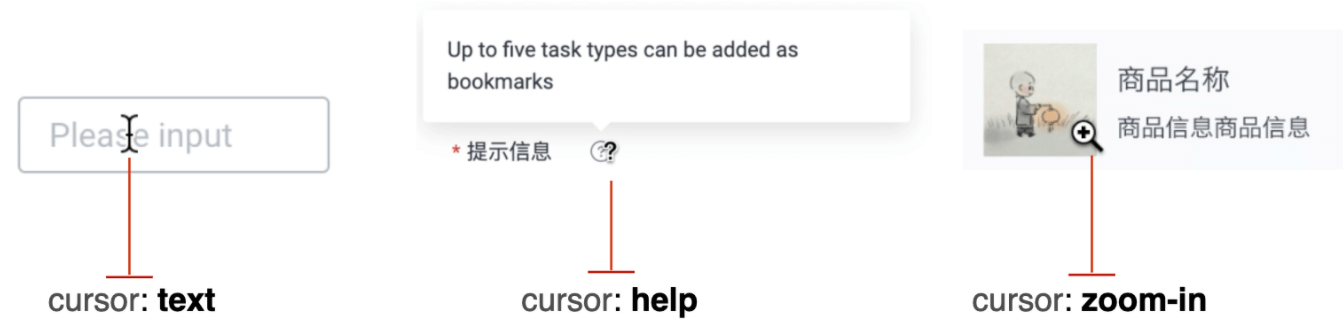 Please input
cursor: text
Up to five task types can be added as
bookmarks
* 提示信息 ?
cursor: help
商品名称
商品信息商品信息
cursor: zoom-in